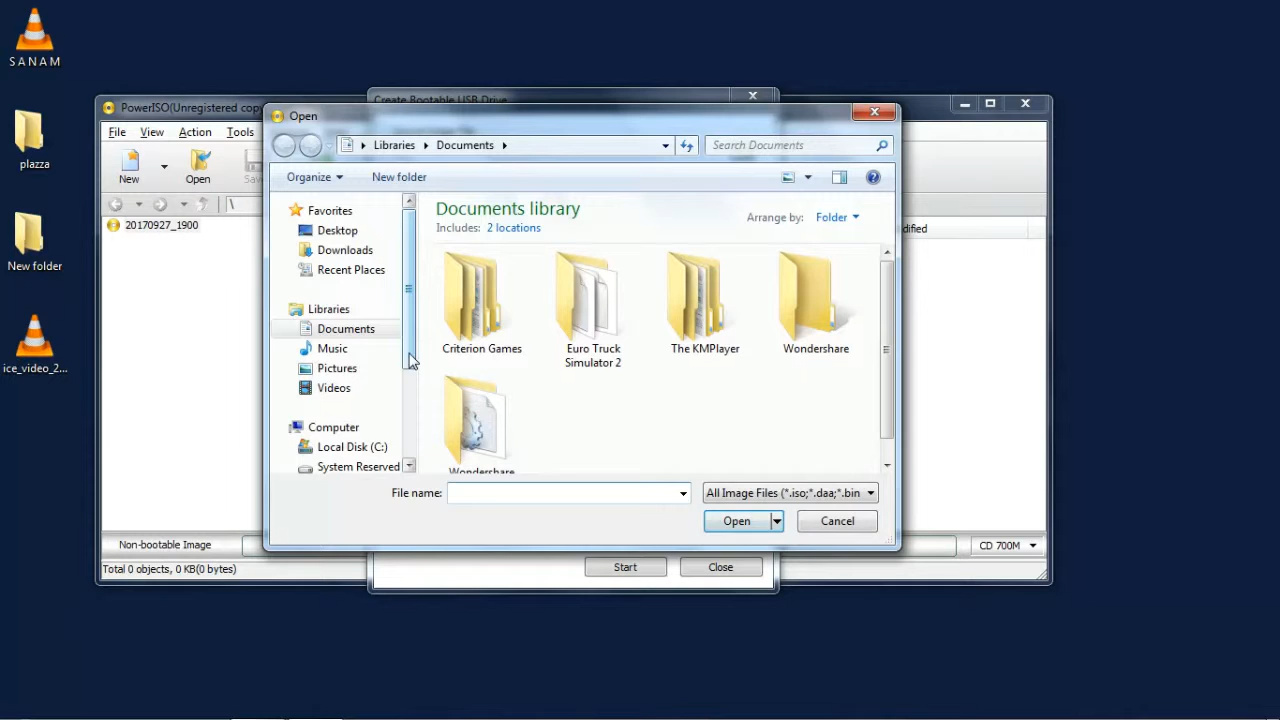 SANAM
plazza
New folder
ice_video_2...
PowerISO(Unregistered cop
Create Bootable USB Drive
File View Action Tools
New Open Sav
\
20170927_1900
dified
Non-bootable Image
CD 700M
Total 0 objects, 0 KB(0 bytes)
Start Close
Open
Libraries Documents
Search Documents
Organize New folder
Favorites
Desktop
Downloads
Recent Places
Libraries
Documents
Music
Pictures
Videos
Computer
Local Disk (C:)
System Reserved
Documents library
Includes: 2 locations
Arrange by: Folder
Criterion Games
Euro Truck
Simulator 2
The KMPlayer
Wondershare
Wondershare
File name:
All Image Files (*.iso;*.daa;*.bin
Open Cancel